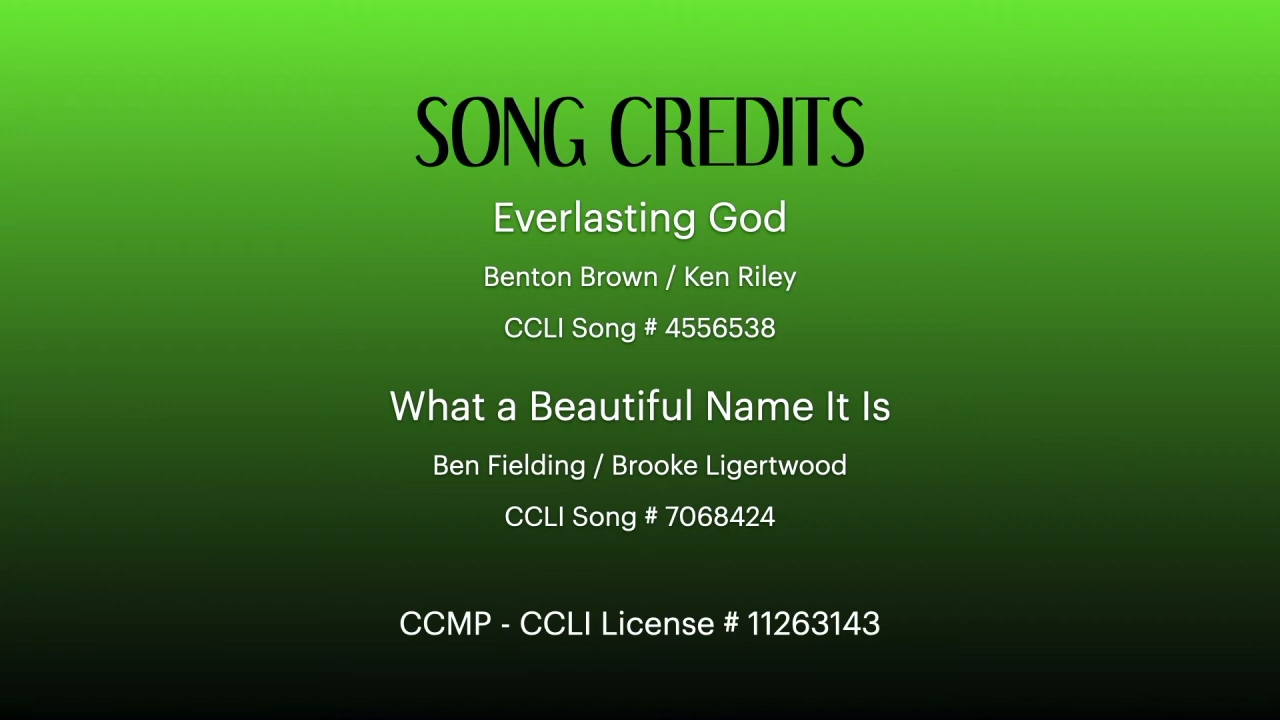 SONG CREDITS
Everlasting God
Benton Brown / Ken Riley
CCLI Song # 4556538
What a Beautiful Name It Is
Ben Fielding / Brooke Ligertwood
CCLI Song # 7068424
CCMP - CCLI License # 11263143